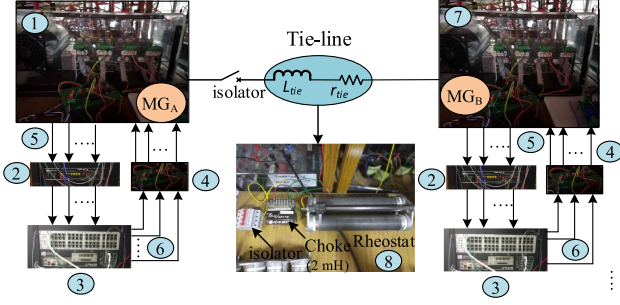 1
7
Tie-line
L_tie
r_tie
isolator
MG_A
MG_B
5
....
...
5
....
...
4
2
....
4
2
....
6
3
isolator
Choke
(2 mH)
Rheostat
8
6
3